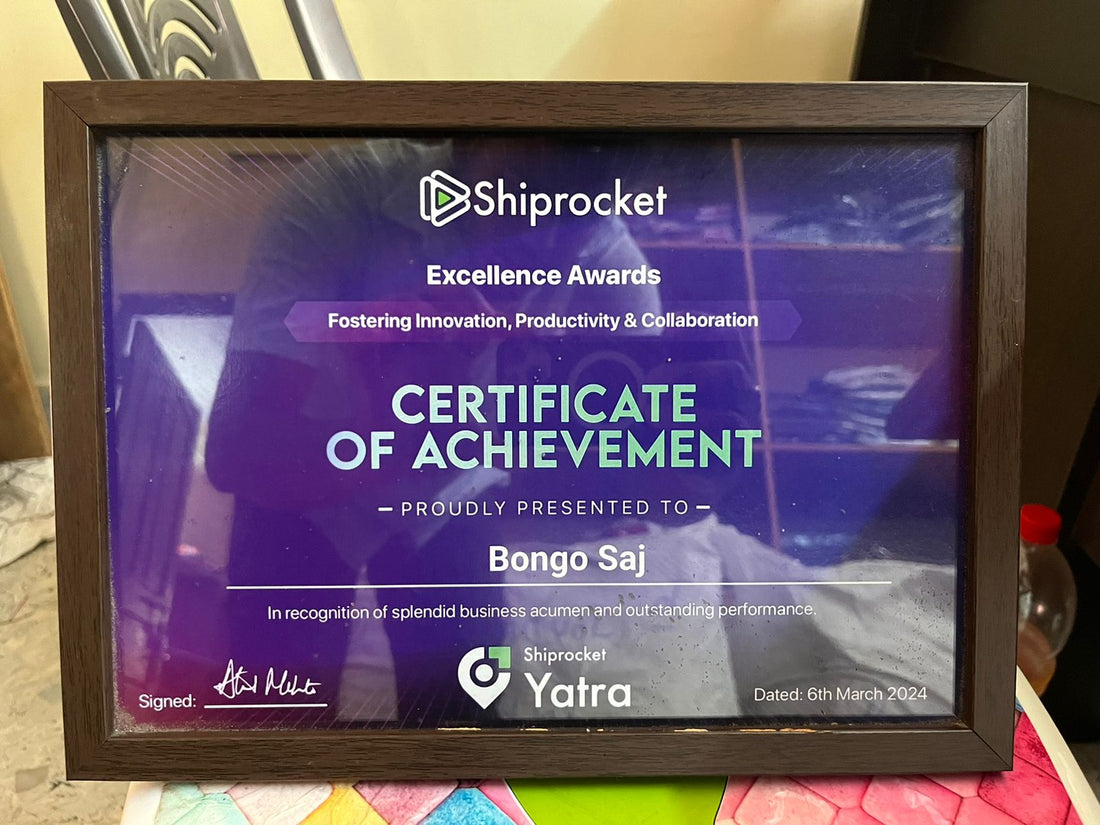 Shiprocket
Excellence Awards
Fostering Innovation, Productivity & Collaboration
CERTIFICATE
OF ACHIEVEMENT
– PROUDLY PRESENTED TO –
Bongo Saj
In recognition of splendid business acumen and outstanding performance.
Signed:
Shiprocket
Yatra
Dated: 6th March 2024